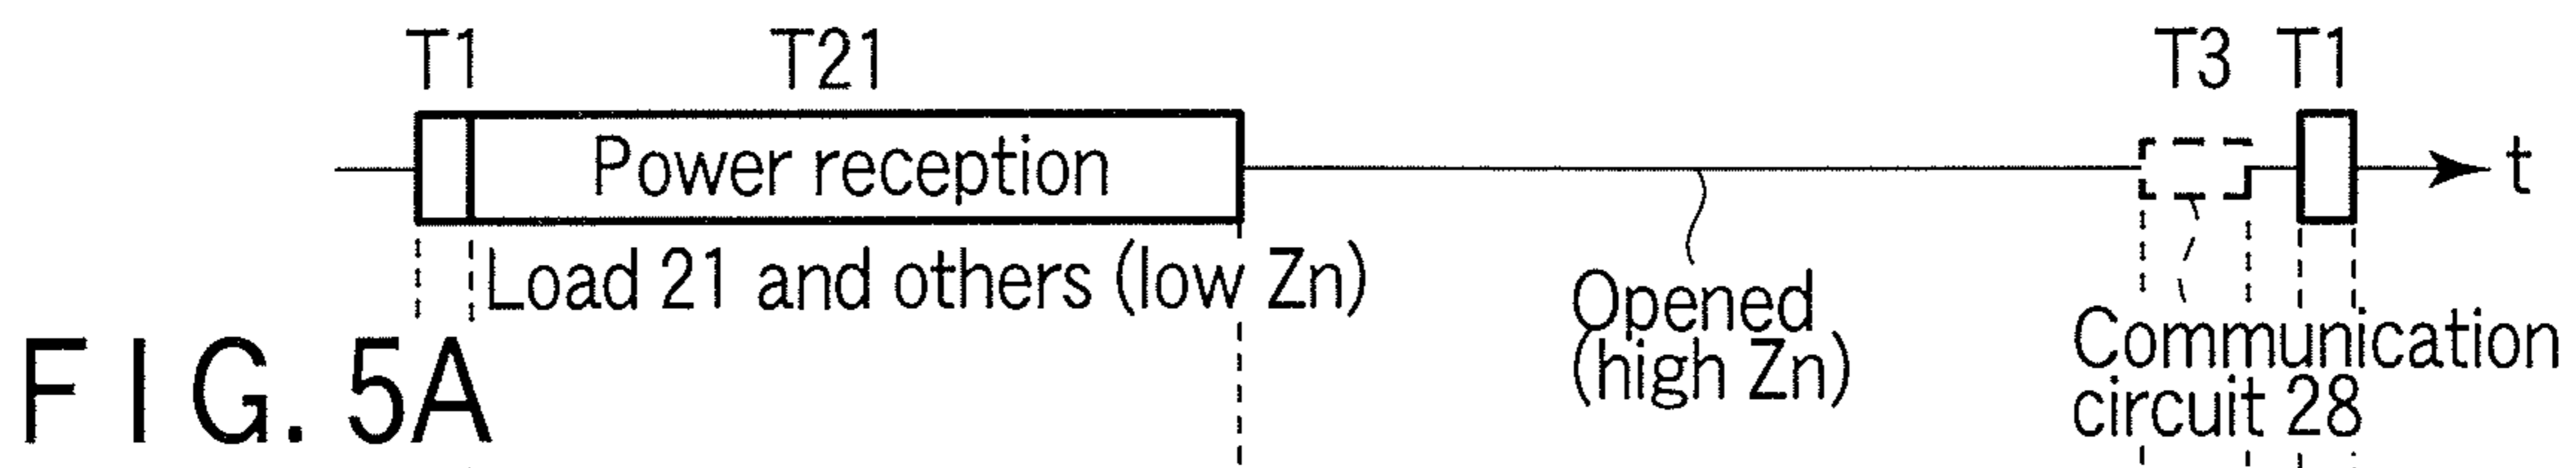 T1 T21 T3 T1
Power reception
t
Load 21 and others (low Zn)
Opened
(high Zn)
Communication
circuit 28
FIG. 5A